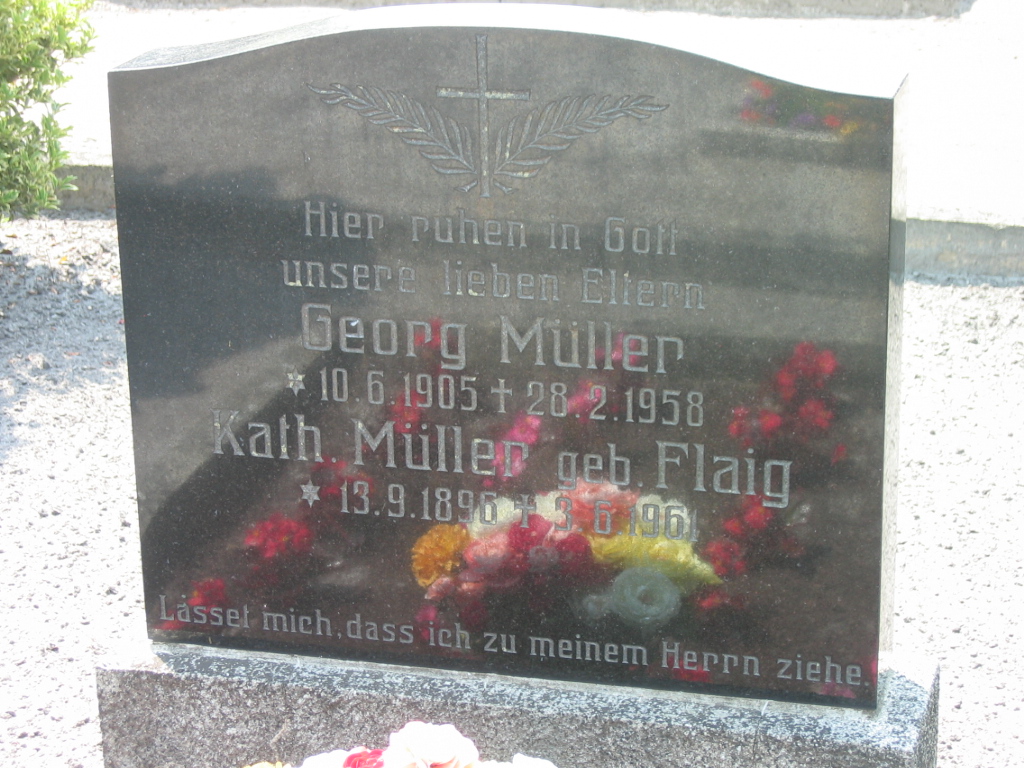 Hier ruhen in Gott
unsere lieben Eltern
Georg Müller
* 10.6.1905 ✝ 28.2.1958
Kath. Müller geb. Flaig
* 13.9.1896 ✝ 3.6.1961
Lasset mich, dass ich zu meinem Herrn ziehe.